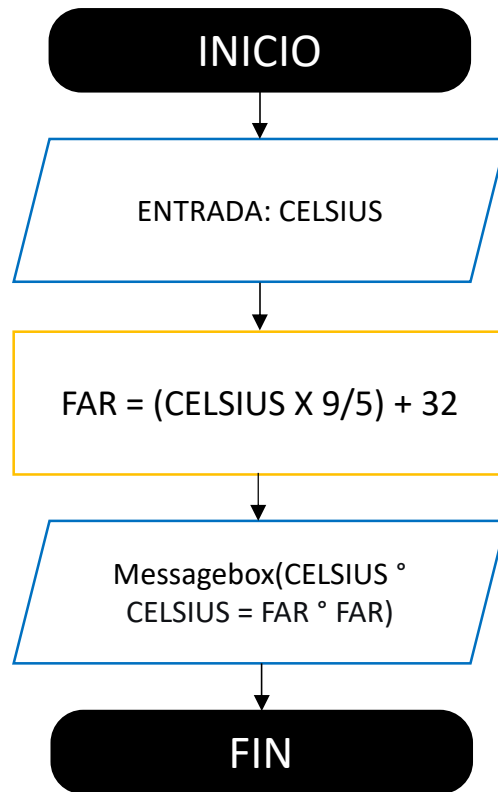 INICIO
ENTRADA: CELSIUS
FAR = (CELSIUS X 9/5) + 32
Messagebox(CELSIUS °
CELSIUS = FAR ° FAR)
FIN